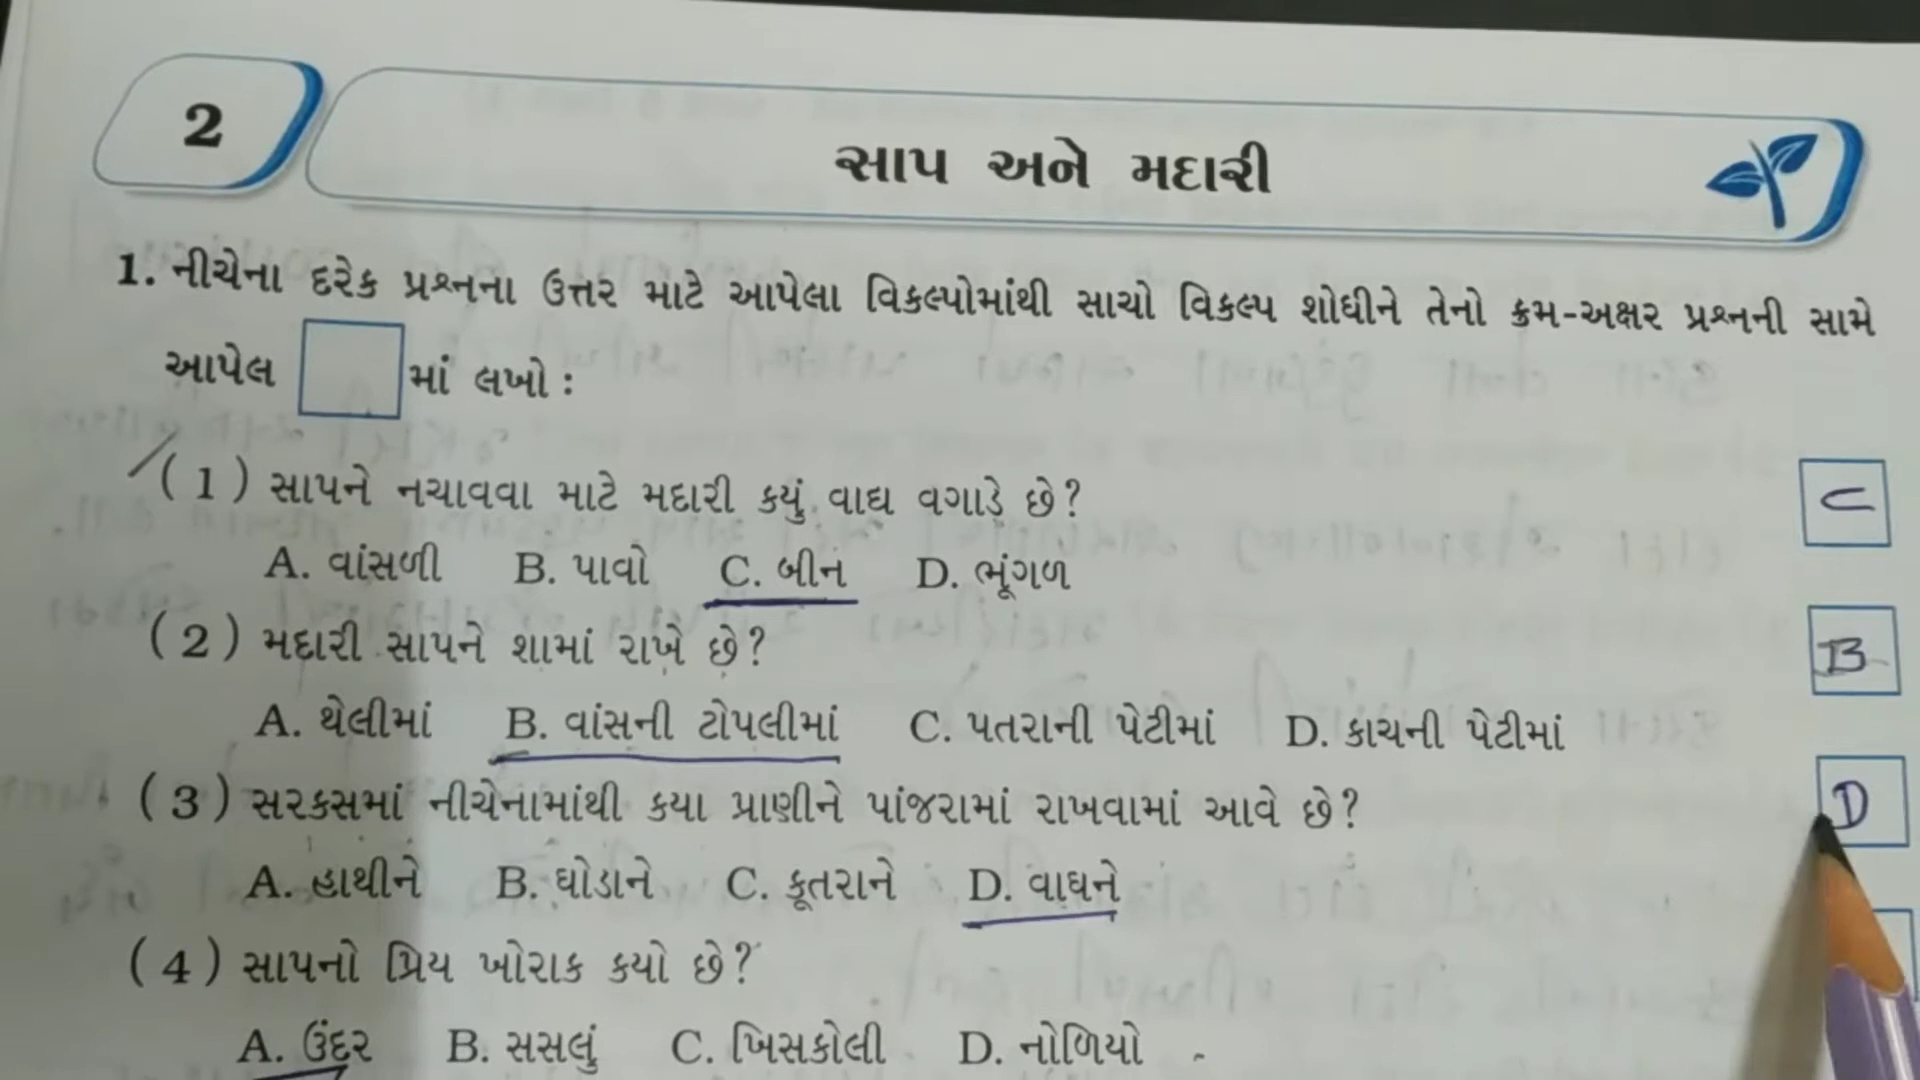 2
સાપ અને મદારી
1. નીચેના દરેક પ્રશ્નના ઉત્તર માટે આપેલા વિકલ્પોમાંથી સાચો વિકલ્પ શોધીને તેનો ક્રમ-અક્ષર પ્રશ્નની સામે
આપેલ માં લખો :
(1) સાપને નચાવવા માટે મદારી કયું વાદ્ય વગાડે છે? C
A. વાંસળી B. પાવો C. બીન D. ભૂંગળ
(2) મદારી સાપને શામાં રાખે છે? B
A. થેલીમાં B. વાંસની ટોપલીમાં C. પતરાની પેટીમાં D. કાચની પેટીમાં
(3) સરકસમાં નીચેનામાંથી કયા પ્રાણીને પાંજરામાં રાખવામાં આવે છે? D
A. હાથીને B. ઘોડાને C. કૂતરાને D. વાઘને
(4) સાપનો પ્રિય ખોરાક કયો છે?
A. ઉંદર B. સસલું C. ખિસકોલી D. નોળિયો